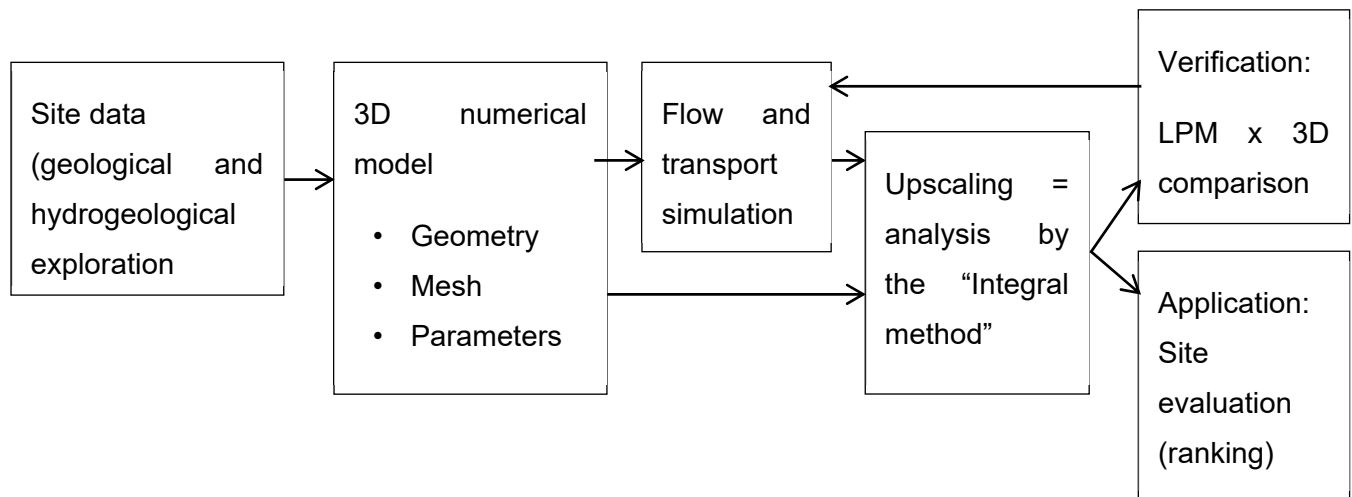 Site data
(geological and
hydrogeological
exploration
3D numerical
model
• Geometry
• Mesh
• Parameters
Flow and
transport
simulation
Upscaling =
analysis by
the “Integral
method”
Verification:
LPM x 3D
comparison
Application:
Site
evaluation
(ranking)